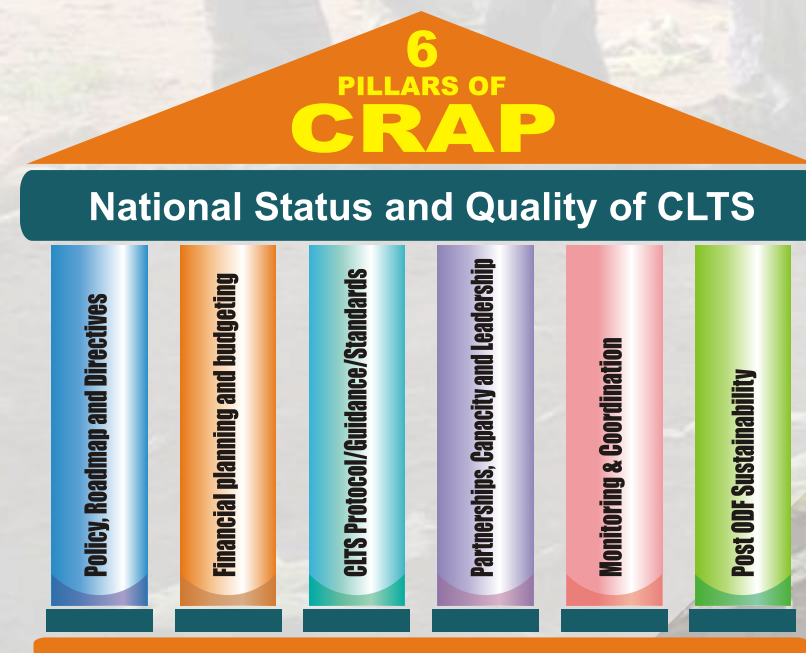 6
PILLARS OF
CRAP
National Status and Quality of CLTS
Policy, Roadmap and Directives
Financial planning and budgeting
CLTS Protocol/Guidance/Standards
Partnerships, Capacity and Leadership
Monitoring & Coordination
Post ODF Sustainability